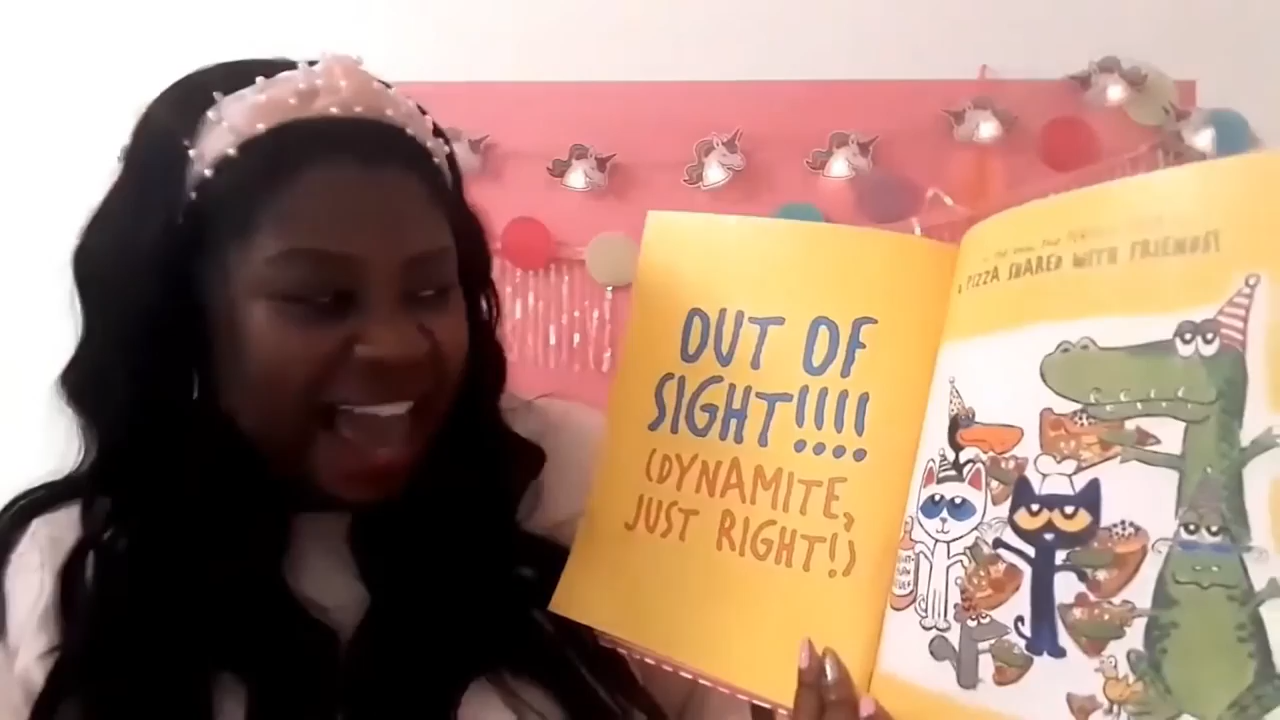 OUT OF
SIGHT!!!!
(DYNAMITE,
JUST RIGHT!)
PIZZA SHARED WITH FRIENDS!